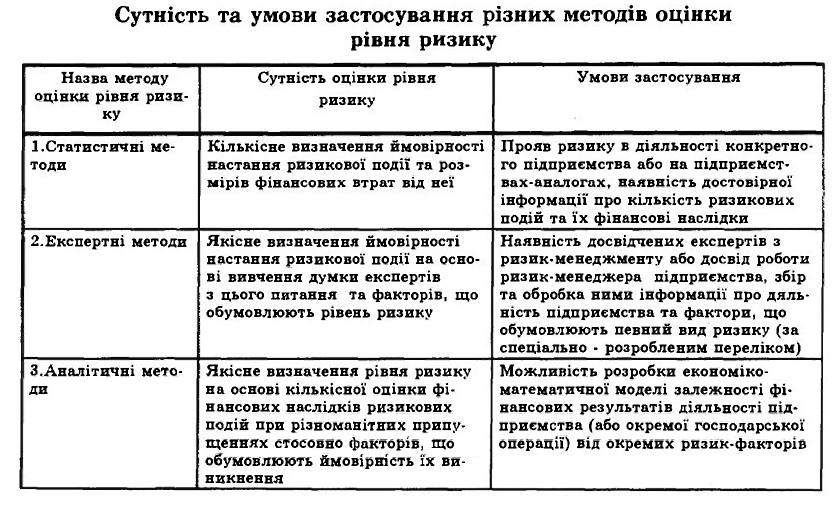 Сутність та умови застосування різних методів оцінки
рівня ризику
Назва методу
оцінки рівня ризи-
ку
Сутність оцінки рівня
ризику
Умови застосування
1.Статистичні ме-
тоди
Кількісне визначення ймовірності
настання ризикової події та роз-
мірів фінансових втрат від неї
Прояв ризику в діяльності конкретно-
го підприємства або на підприємст-
вах-аналогах, наявність достовірної
інформації про кількість ризикових
подій та їх фінансові наслідки
2.Експертні методи
Якісне визначення ймовірності
настання ризикової події на осно-
ві вивчення думки експертів
з цього питання та факторів, що
обумовлюють рівень ризику
Наявність досвідчених експертів з
ризик-менеджменту або досвід роботи
ризик-менеджера підприємства, збір
та обробка ними інформації про дяль-
ність підприємства та фактори, що
обумовлюють певний вид ризику (за
спеціально - розробленим переліком)
3.Аналітичні мето-
ди
Якісне визначення рівня ризику
на основі кількісної оцінки фі-
нансових наслідків ризикових
подій при різноманітних припу-
щеннях стосовно факторів, що
обумовлюють ймовірність їх ви-
никнення
Можливість розробки економіко-
математичної моделі залежності фі-
нансових результатів діяльності під-
приємства (або окремої господарської
операції) від окремих ризик-факторів